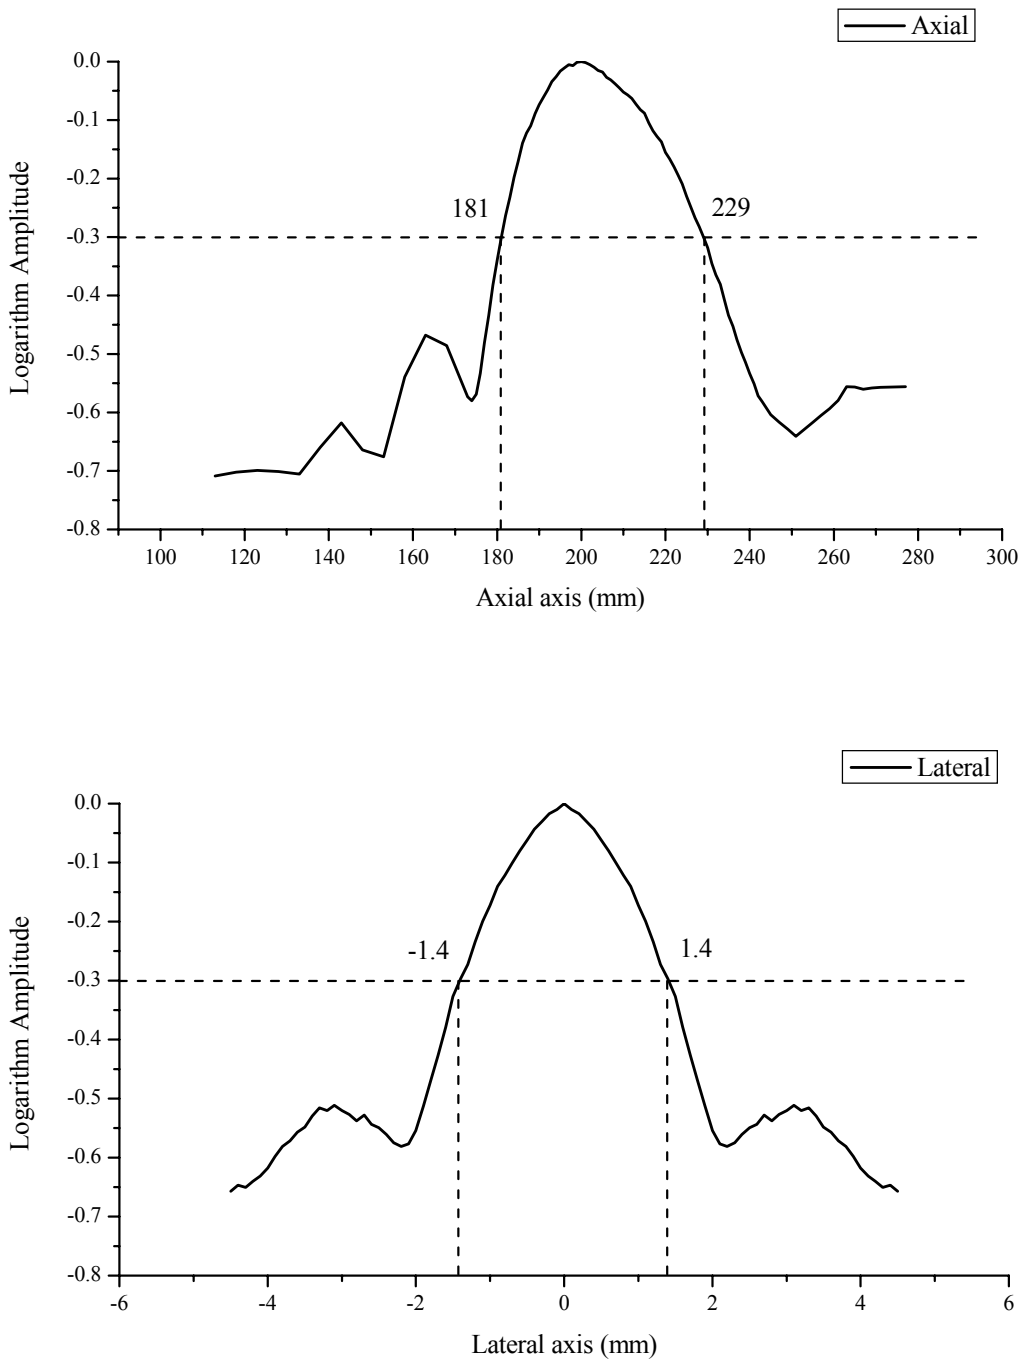 Axial
0.0
-0.1
-0.2
-0.3
-0.4
-0.5
-0.6
-0.7
-0.8
Logarithm Amplitude
181
229
100 120 140 160 180 200 220 240 260 280 300
Axial axis (mm)
Lateral
0.0
-0.1
-0.2
-0.3
-0.4
-0.5
-0.6
-0.7
-0.8
Logarithm Amplitude
-1.4
1.4
-6 -4 -2 0 2 4 6
Lateral axis (mm)